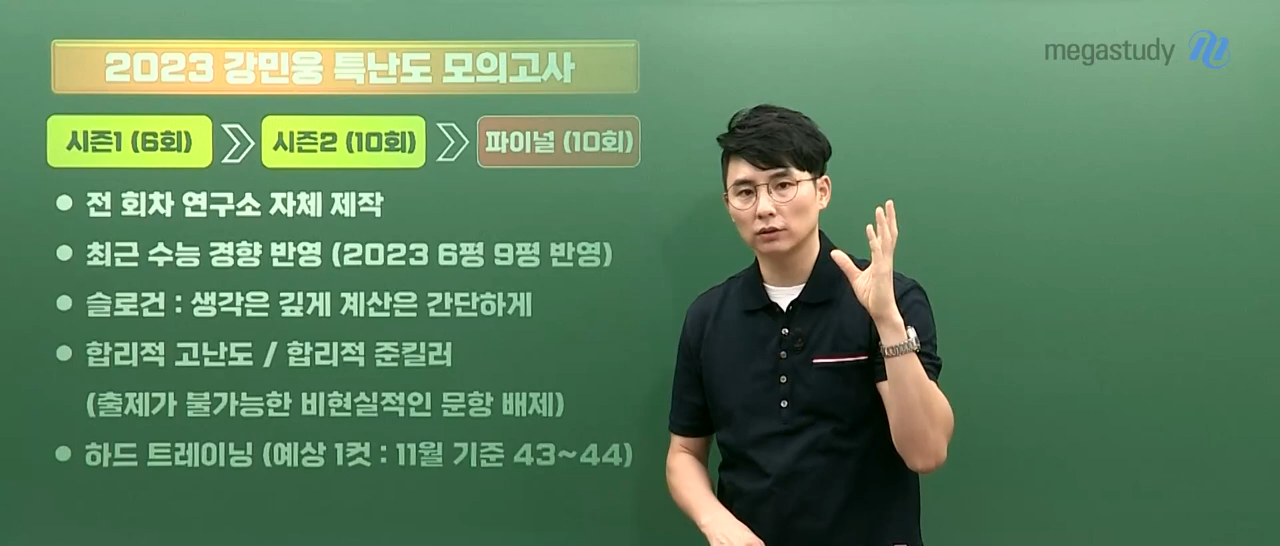 megastudy
2023 강민웅 특난도 모의고사
시즌1 (6회) 시즌2 (10회) 파이널 (10회)
• 전 회차 연구소 자체 제작
• 최근 수능 경향 반영 (2023 6평 9평 반영)
• 슬로건 : 생각은 깊게 계산은 간단하게
• 합리적 고난도 / 합리적 준킬러
(출제가 불가능한 비현실적인 문항 배제)
• 하드 트레이닝 (예상 1컷 : 11월 기준 43~44)